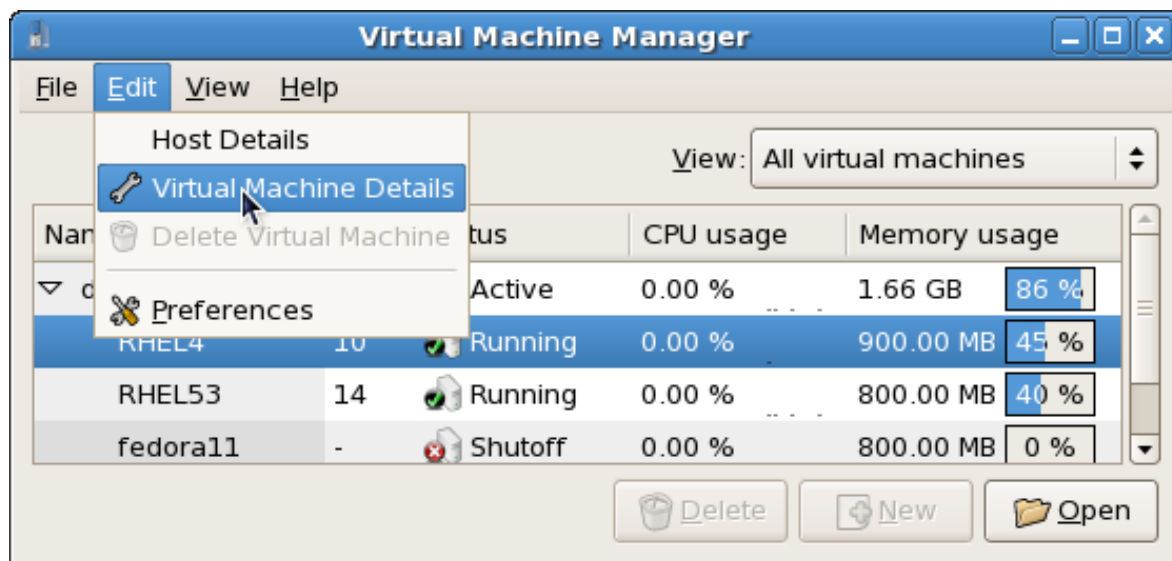 Virtual Machine Manager
File Edit View Help
Host Details
View: All virtual machines
Virtual Machine Details
Delete Virtual Machine
CPU usage Memory usage
Preferences
Active 0.00 % 1.66 GB 86 %
RHEL4 10 Running 0.00 % 900.00 MB 45 %
RHEL53 14 Running 0.00 % 800.00 MB 40 %
fedora11 - Shutoff 0.00 % 800.00 MB 0 %
Delete New Open